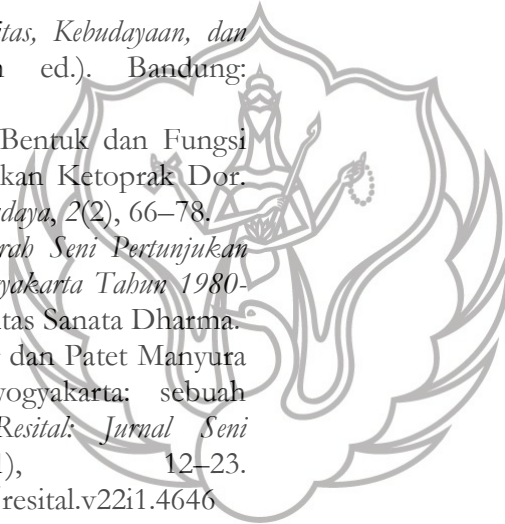 itas, Kebudayaan, dan
ed.). Bandung:
Bentuk dan Fungsi
kan Ketoprak Dor.
daya, 2(2), 66–78.
rah Seni Pertunjukan
yakarta Tahun 1980-
itas Sanata Dharma.
dan Patet Manyura
yogyakarta: sebuah
Resital: Jurnal Seni
), 12–23.
resital.v22i1.4646